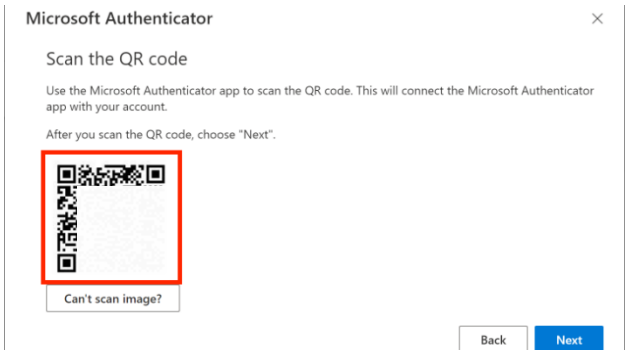 Microsoft Authenticator
Scan the QR code
Use the Microsoft Authenticator app to scan the QR code. This will connect the Microsoft Authenticator
app with your account.
After you scan the QR code, choose "Next".
Can't scan image?
Back
Next